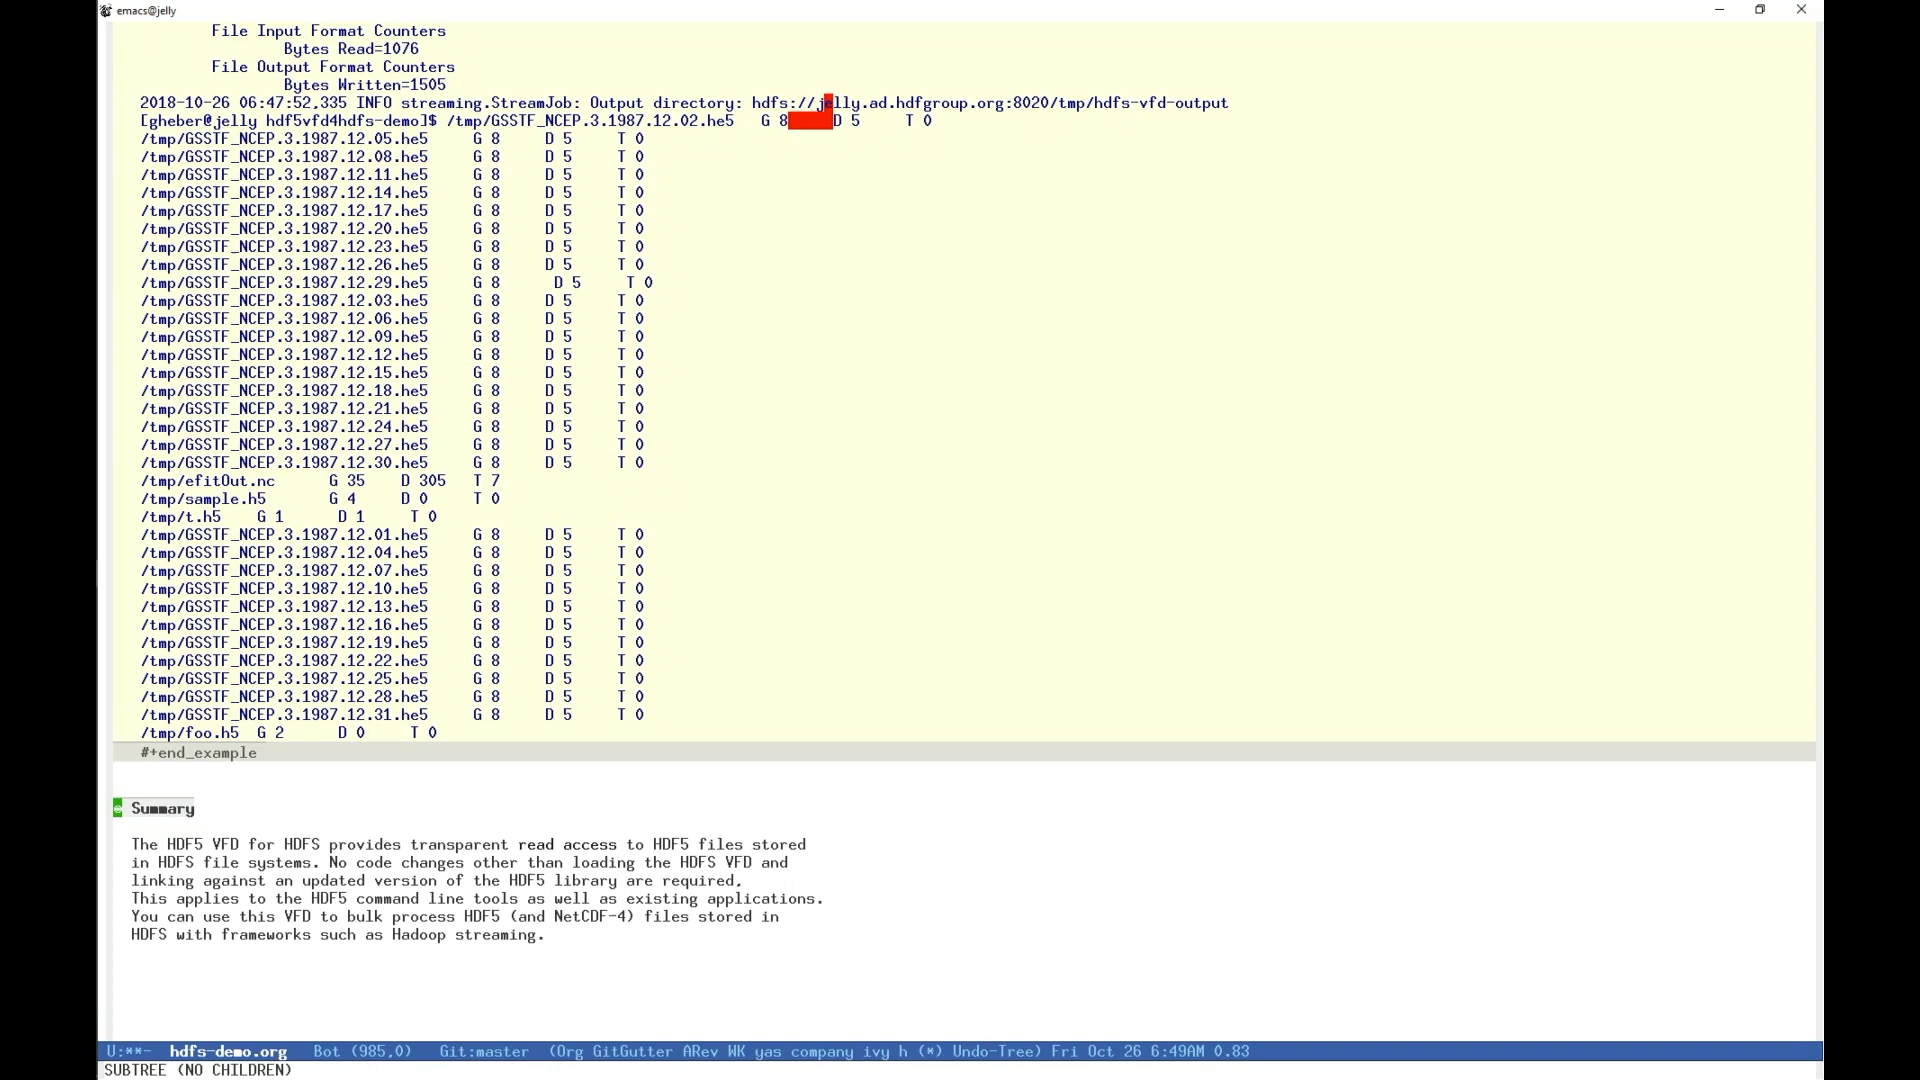 emacs@jelly
File Input Format Counters
Bytes Read=1076
File Output Format Counters
Bytes Written=1505
2018-10-26 06:47:52,335 INFO streaming.StreamJob: Output directory: hdfs://jelly.ad.hdfgroup.org:8020/tmp/hdfs-vfd-output
[gheber@jelly hdf5vfd4hdfs-demo]$ /tmp/GSSTF_NCEP.3.1987.12.02.he5 G 8 D 5 T 0
/tmp/GSSTF_NCEP.3.1987.12.05.he5 G 8 D 5 T 0
/tmp/GSSTF_NCEP.3.1987.12.08.he5 G 8 D 5 T 0
/tmp/GSSTF_NCEP.3.1987.12.11.he5 G 8 D 5 T 0
/tmp/GSSTF_NCEP.3.1987.12.14.he5 G 8 D 5 T 0
/tmp/GSSTF_NCEP.3.1987.12.17.he5 G 8 D 5 T 0
/tmp/GSSTF_NCEP.3.1987.12.20.he5 G 8 D 5 T 0
/tmp/GSSTF_NCEP.3.1987.12.23.he5 G 8 D 5 T 0
/tmp/GSSTF_NCEP.3.1987.12.26.he5 G 8 D 5 T 0
/tmp/GSSTF_NCEP.3.1987.12.29.he5 G 8 D 5 T 0
/tmp/GSSTF_NCEP.3.1987.12.03.he5 G 8 D 5 T 0
/tmp/GSSTF_NCEP.3.1987.12.06.he5 G 8 D 5 T 0
/tmp/GSSTF_NCEP.3.1987.12.09.he5 G 8 D 5 T 0
/tmp/GSSTF_NCEP.3.1987.12.12.he5 G 8 D 5 T 0
/tmp/GSSTF_NCEP.3.1987.12.15.he5 G 8 D 5 T 0
/tmp/GSSTF_NCEP.3.1987.12.18.he5 G 8 D 5 T 0
/tmp/GSSTF_NCEP.3.1987.12.21.he5 G 8 D 5 T 0
/tmp/GSSTF_NCEP.3.1987.12.24.he5 G 8 D 5 T 0
/tmp/GSSTF_NCEP.3.1987.12.27.he5 G 8 D 5 T 0
/tmp/GSSTF_NCEP.3.1987.12.30.he5 G 8 D 5 T 0
/tmp/efitOut.nc G 35 D 305 T 7
/tmp/sample.h5 G 4 D 0 T 0
/tmp/t.h5 G 1 D 1 T 0
/tmp/GSSTF_NCEP.3.1987.12.01.he5 G 8 D 5 T 0
/tmp/GSSTF_NCEP.3.1987.12.04.he5 G 8 D 5 T 0
/tmp/GSSTF_NCEP.3.1987.12.07.he5 G 8 D 5 T 0
/tmp/GSSTF_NCEP.3.1987.12.10.he5 G 8 D 5 T 0
/tmp/GSSTF_NCEP.3.1987.12.13.he5 G 8 D 5 T 0
/tmp/GSSTF_NCEP.3.1987.12.16.he5 G 8 D 5 T 0
/tmp/GSSTF_NCEP.3.1987.12.19.he5 G 8 D 5 T 0
/tmp/GSSTF_NCEP.3.1987.12.22.he5 G 8 D 5 T 0
/tmp/GSSTF_NCEP.3.1987.12.25.he5 G 8 D 5 T 0
/tmp/GSSTF_NCEP.3.1987.12.28.he5 G 8 D 5 T 0
/tmp/GSSTF_NCEP.3.1987.12.31.he5 G 8 D 5 T 0
/tmp/foo.h5 G 2 D 0 T 0
#+end_example
Summary
The HDF5 VFD for HDFS provides transparent read access to HDF5 files stored
in HDFS file systems. No code changes other than loading the HDFS VFD and
linking against an updated version of the HDF5 library are required.
This applies to the HDF5 command line tools as well as existing applications.
You can use this VFD to bulk process HDF5 (and NetCDF-4) files stored in
HDFS with frameworks such as Hadoop streaming.
U:**- hdfs-demo.org Bot (985,0) Git:master (Org GitGutter ARev WK yas company ivy h (*) Undo-Tree) Fri Oct 26 6:49AM 0.83
SUBTREE (NO CHILDREN)